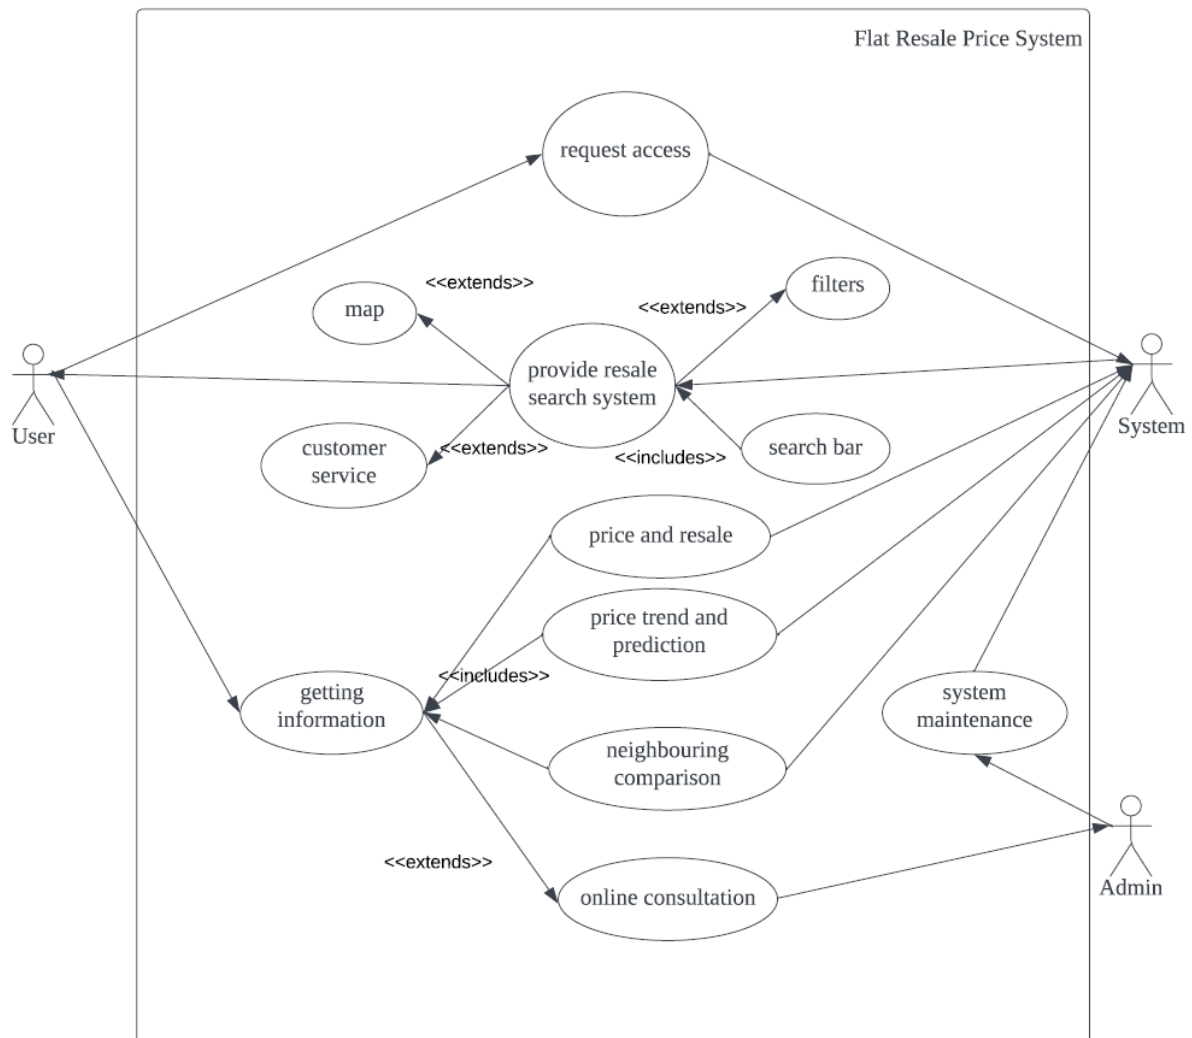 Flat Resale Price System
request access
<<extends>>
filters
map
<<extends>>
provide resale
search system
User
System
customer
service
<<extends>>
<<includes>>
search bar
price and resale
price trend and
prediction
<<includes>>
getting
information
system
maintenance
neighbouring
comparison
<<extends>>
online consultation
Admin